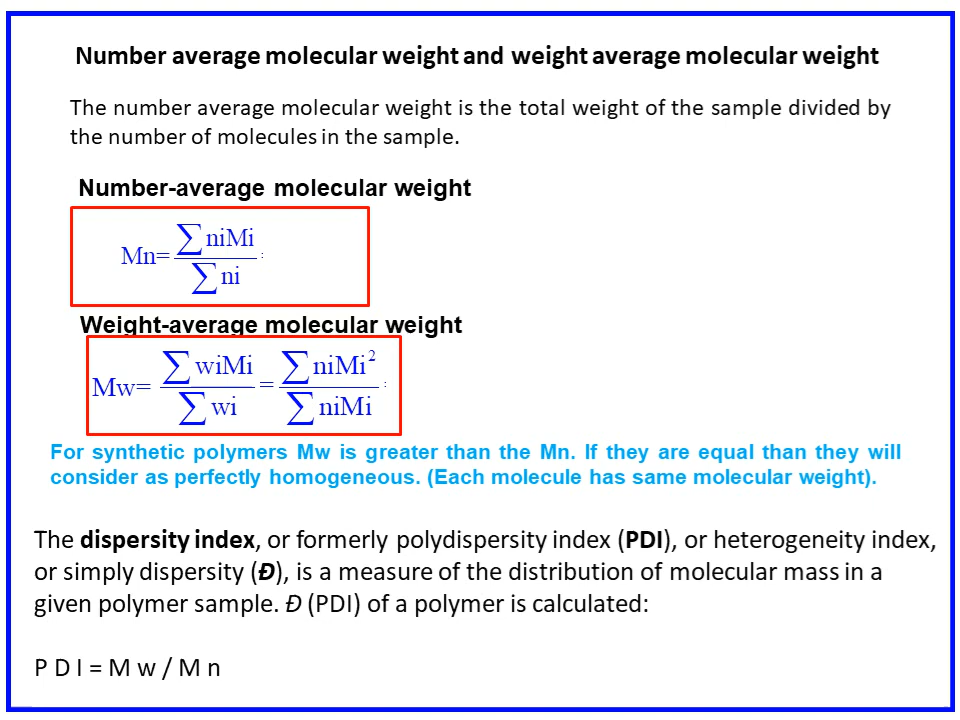 Number average molecular weight and weight average molecular weight
The number average molecular weight is the total weight of the sample divided by
the number of molecules in the sample.
Number-average molecular weight
Mn= ∑niMi / ∑ni
Weight-average molecular weight
Mw= ∑wiMi / ∑wi = ∑niMi² / ∑niMi
For synthetic polymers Mw is greater than the Mn. If they are equal than they will
consider as perfectly homogeneous. (Each molecule has same molecular weight).
The dispersity index, or formerly polydispersity index (PDI), or heterogeneity index,
or simply dispersity (Đ), is a measure of the distribution of molecular mass in a
given polymer sample. Đ (PDI) of a polymer is calculated:
P D I = M w / M n